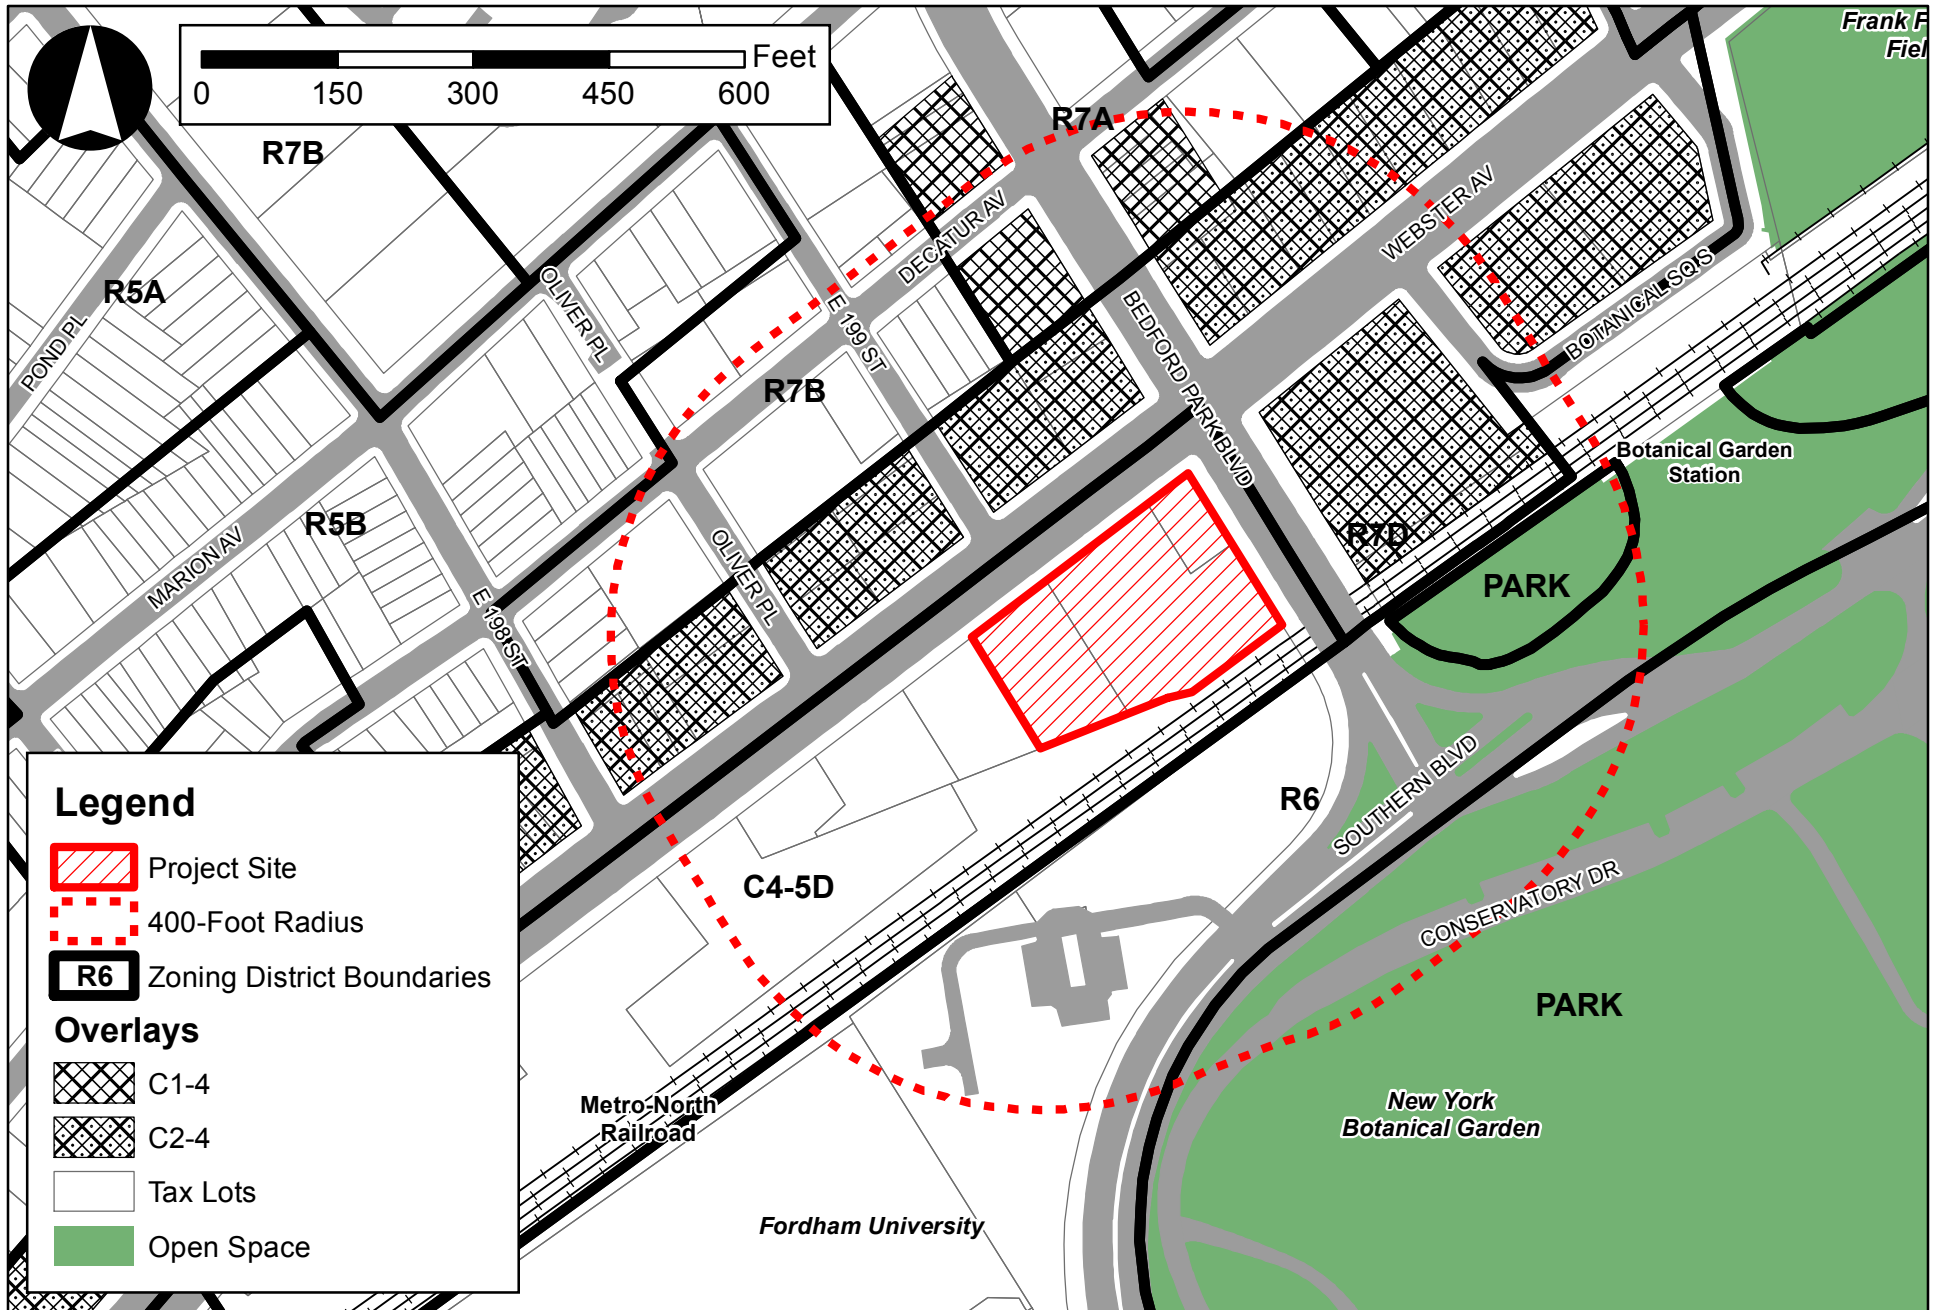 Frank F
Fiel
Feet
0 150 300 450 600
R7A
R7B
DECATUR AV
WEBSTER AV
R5A
POND PL
OLIVER PL
E 199 ST
BOTANICAL SQ S
BEDFORD PARK BLVD
R7B
Botanical Garden
Station
R5B
MARION AV
OLIVER PL
R7D
PARK
E 198 ST
R6
SOUTHERN BLVD
C4-5D
CONSERVATORY DR
PARK
New York
Botanical Garden
Metro-North
Railroad
Fordham University
Legend
Project Site
400-Foot Radius
R6 Zoning District Boundaries
Overlays
C1-4
C2-4
Tax Lots
Open Space